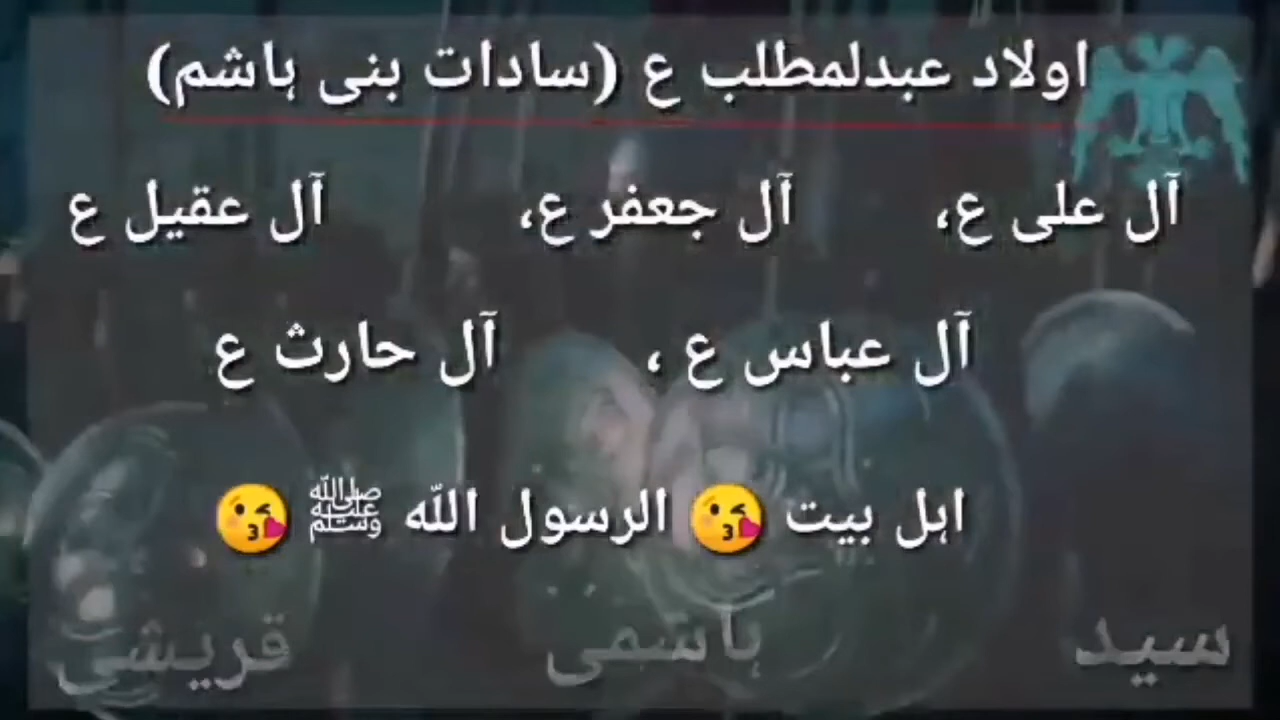 اولاد عبدلمطلب ع (سادات بنی ہاشم)
آل علی ع، آل جعفر ع، آل عقیل ع
آل عباس ع ، آل حارث ع
اہل بیت 😘 الرسول اللہ ﷺ 😘
سید ہاشمی قریشی